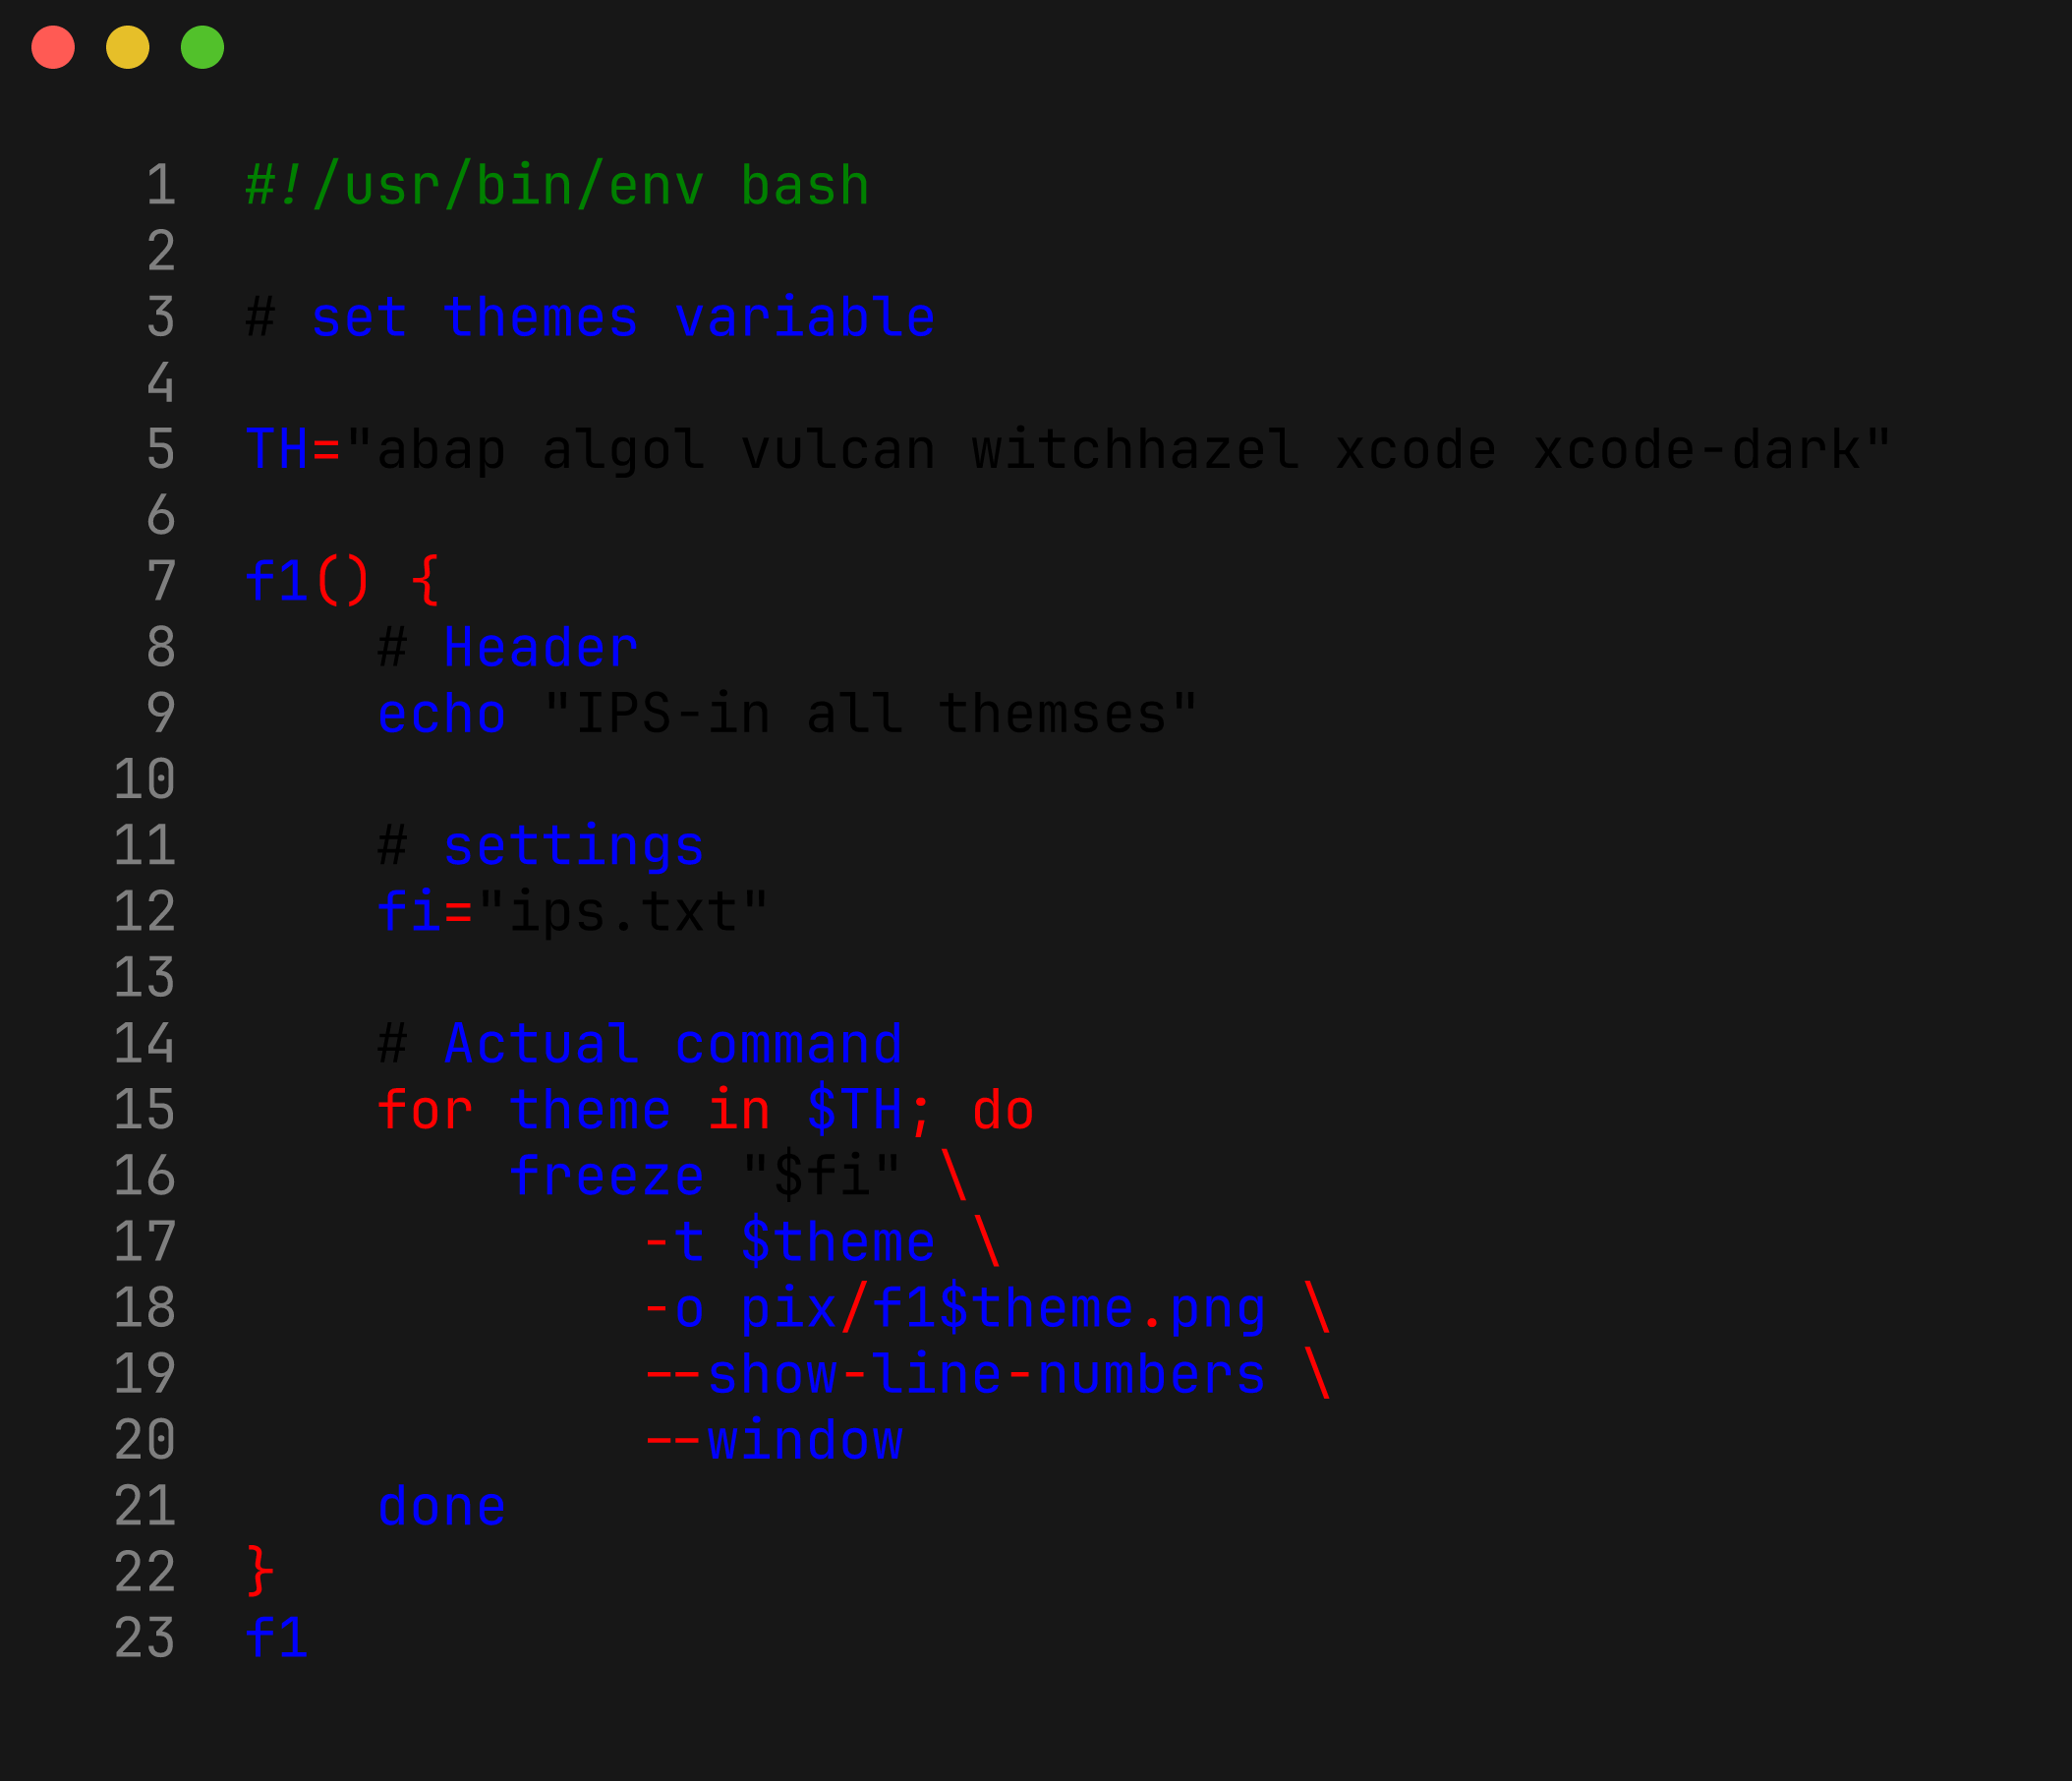 1 #!/usr/bin/env bash
2
3 # set themes variable
4
5 TH="abap algol vulcan witchhazel xcode xcode-dark"
6
7 f1() {
8     # Header
9     echo "IPS-in all themses"
10
11     # settings
12     fi="ips.txt"
13
14     # Actual command
15     for theme in $TH; do
16         freeze "$fi" \
17             -t $theme \
18             -o pix/f1$theme.png \
19             --show-line-numbers \
20             --window
21     done
22 }
23 f1